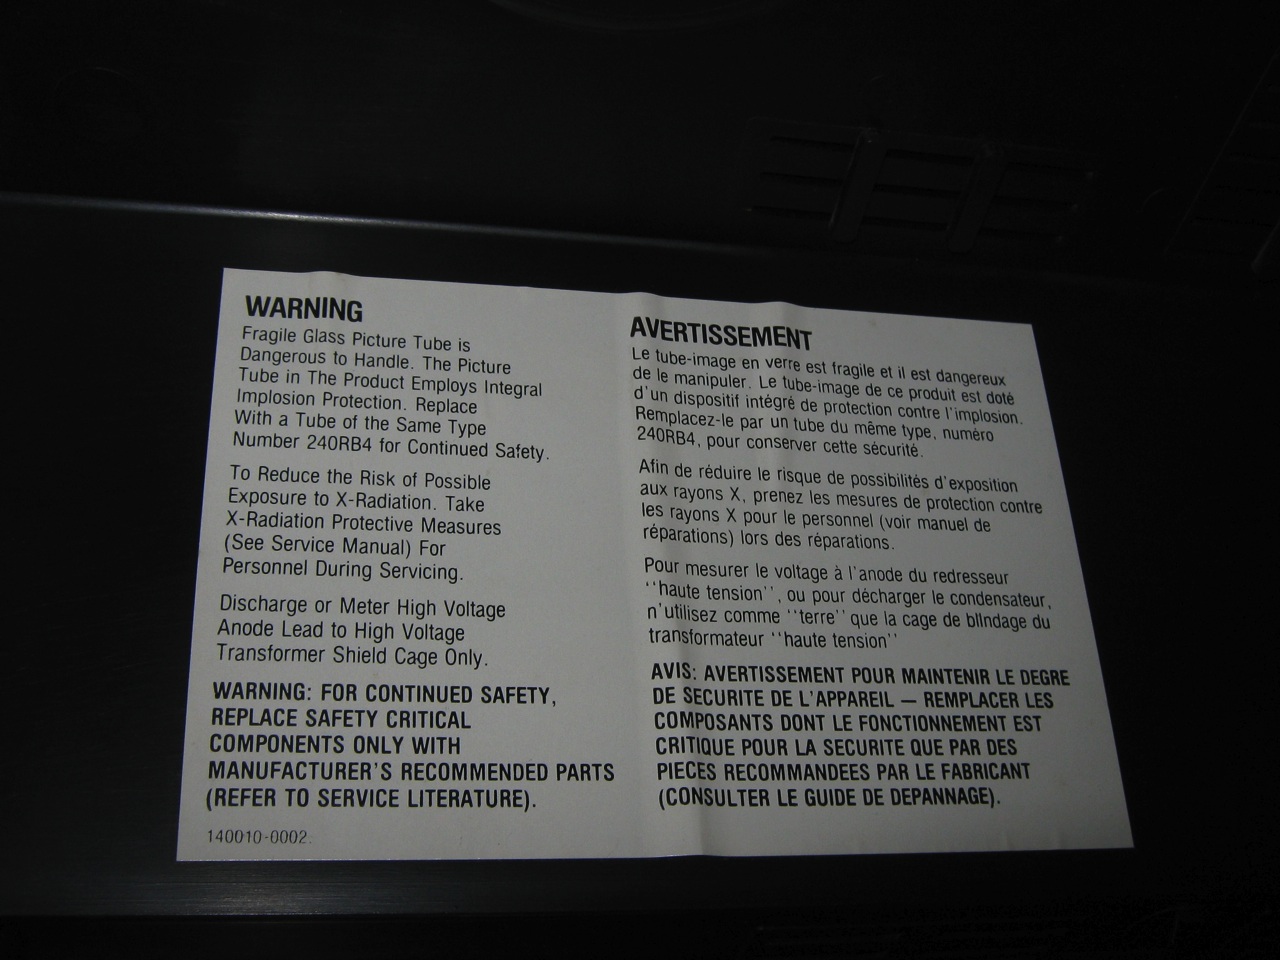 WARNING
Fragile Glass Picture Tube is
Dangerous to Handle. The Picture
Tube in The Product Employs Integral
Implosion Protection. Replace
With a Tube of the Same Type
Number 240RB4 for Continued Safety.
To Reduce the Risk of Possible
Exposure to X-Radiation. Take
X-Radiation Protective Measures
(See Service Manual) For
Personnel During Servicing.
Discharge or Meter High Voltage
Anode Lead to High Voltage
Transformer Shield Cage Only.
WARNING: FOR CONTINUED SAFETY,
REPLACE SAFETY CRITICAL
COMPONENTS ONLY WITH
MANUFACTURER'S RECOMMENDED PARTS
(REFER TO SERVICE LITERATURE).
140010-0002
AVERTISSEMENT
Le tube-image en verre est fragile et il est dangereux
de le manipuler. Le tube-image de ce produit est doté
d'un dispositif intégré de protection contre l'implosion.
Remplacez-le par un tube du même type, numéro
240RB4, pour conserver cette sécurité.
Afin de réduire le risque de possibilités d'exposition
aux rayons X, prenez les mesures de protection contre
les rayons X pour le personnel (voir manuel de
réparations) lors des réparations.
Pour mesurer le voltage à l'anode du redresseur
''haute tension'', ou pour décharger le condensateur,
n'utilisez comme ''terre'' que la cage de blindage du
transformateur ''haute tension''
AVIS: AVERTISSEMENT POUR MAINTENIR LE DEGRE
DE SECURITE DE L'APPAREIL — REMPLACER LES
COMPOSANTS DONT LE FONCTIONNEMENT EST
CRITIQUE POUR LA SECURITE QUE PAR DES
PIECES RECOMMANDEES PAR LE FABRICANT
(CONSULTER LE GUIDE DE DEPANNAGE).